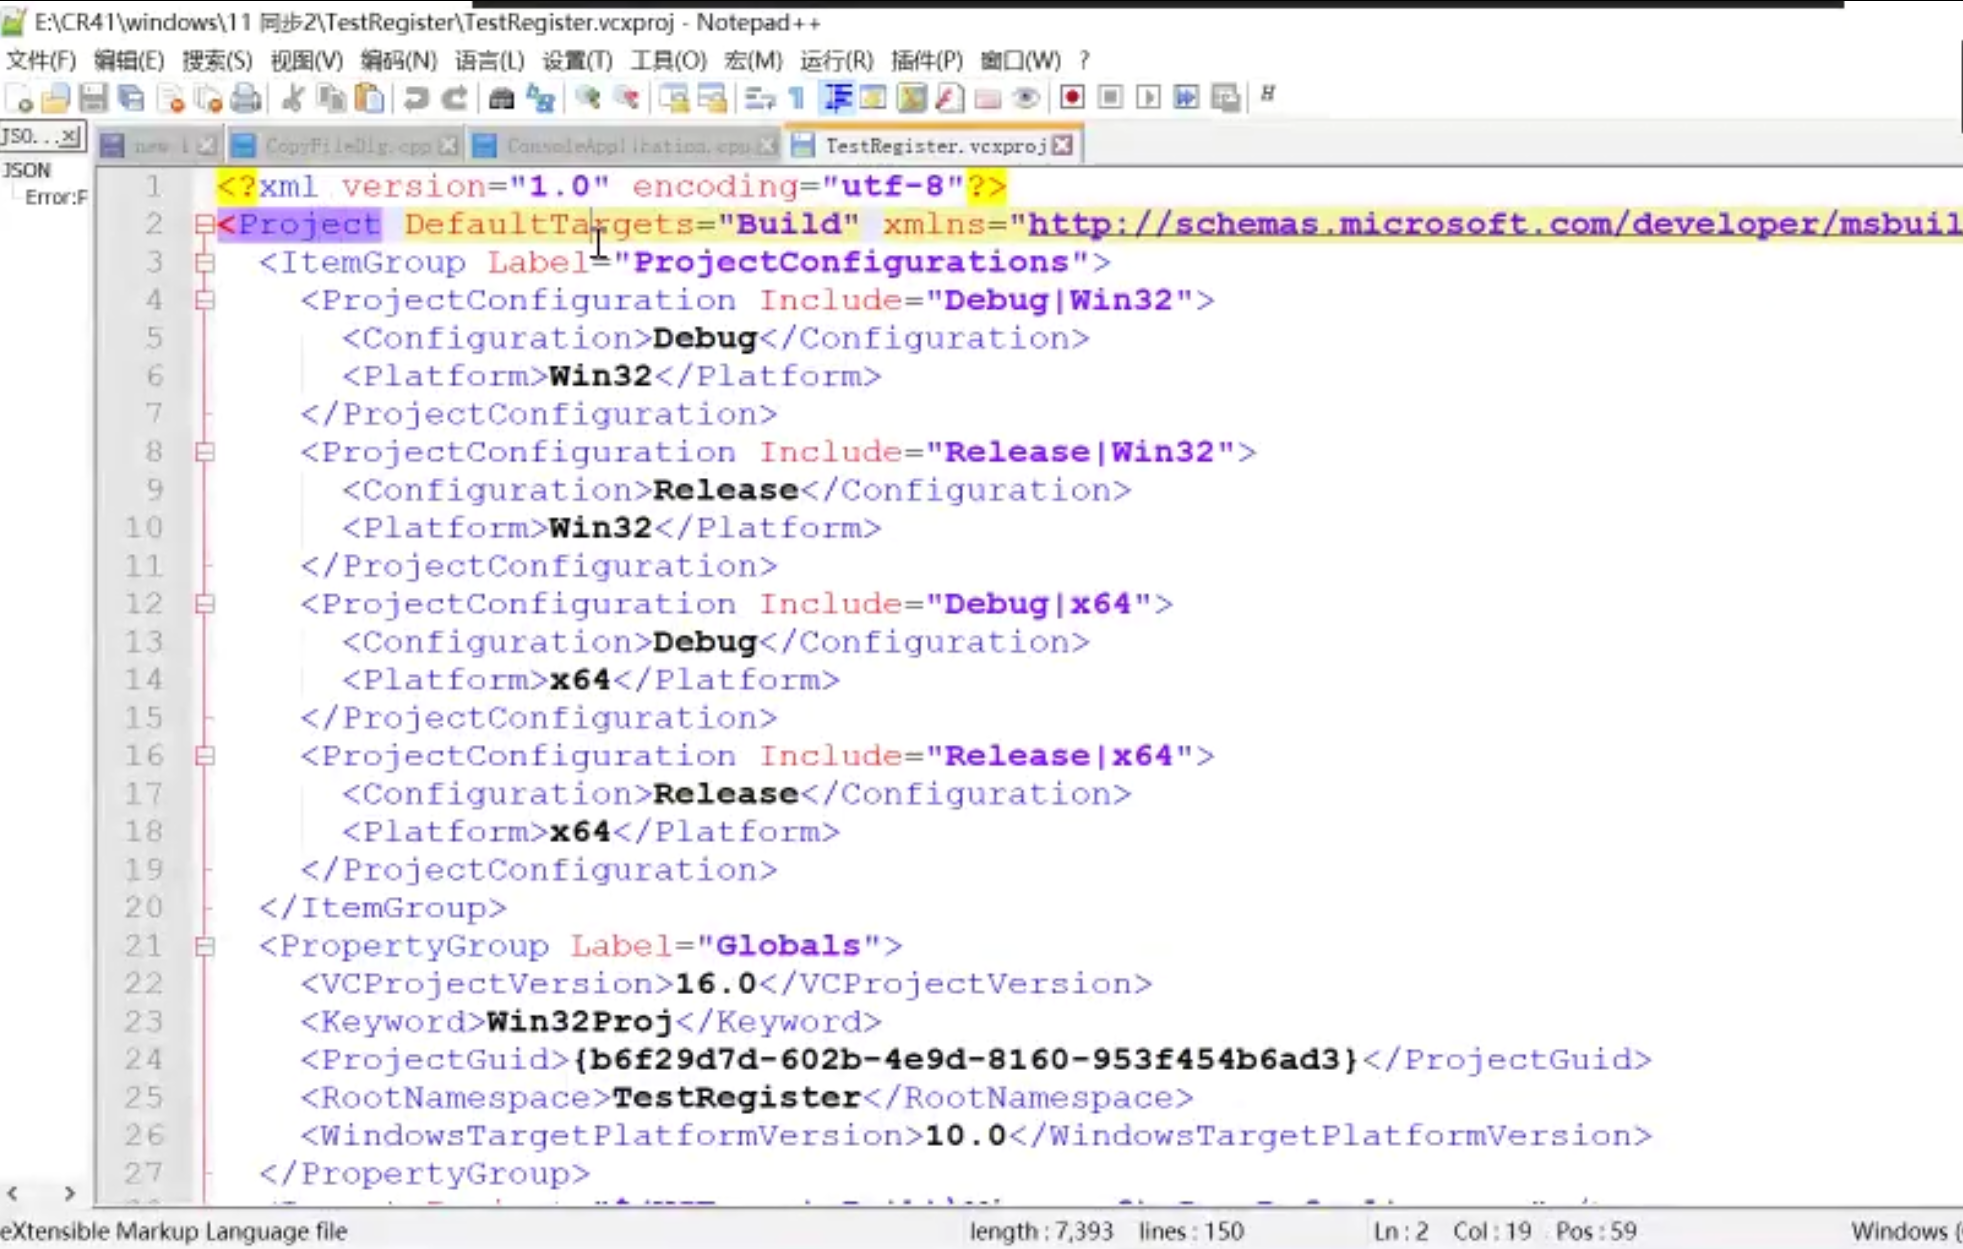 E:\CR41\windows\11 同步2\TestRegister\TestRegister.vcxproj - Notepad++
文件(F) 编辑(E) 搜索(S) 视图(V) 编码(N) 语言(L) 设置(T) 工具(O) 宏(M) 运行(R) 插件(P) 窗口(W) ?
JSO... new 1 CopyFileDlg.cpp ConsoleApplication.cpp TestRegister.vcxproj
JSON
Error:F
1 <?xml version="1.0" encoding="utf-8"?>
2 <Project DefaultTargets="Build" xmlns="http://schemas.microsoft.com/developer/msbuil
3 <ItemGroup Label="ProjectConfigurations">
4 <ProjectConfiguration Include="Debug|Win32">
5 <Configuration>Debug</Configuration>
6 <Platform>Win32</Platform>
7 </ProjectConfiguration>
8 <ProjectConfiguration Include="Release|Win32">
9 <Configuration>Release</Configuration>
10 <Platform>Win32</Platform>
11 </ProjectConfiguration>
12 <ProjectConfiguration Include="Debug|x64">
13 <Configuration>Debug</Configuration>
14 <Platform>x64</Platform>
15 </ProjectConfiguration>
16 <ProjectConfiguration Include="Release|x64">
17 <Configuration>Release</Configuration>
18 <Platform>x64</Platform>
19 </ProjectConfiguration>
20 </ItemGroup>
21 <PropertyGroup Label="Globals">
22 <VCProjectVersion>16.0</VCProjectVersion>
23 <Keyword>Win32Proj</Keyword>
24 <ProjectGuid>{b6f29d7d-602b-4e9d-8160-953f454b6ad3}</ProjectGuid>
25 <RootNamespace>TestRegister</RootNamespace>
26 <WindowsTargetPlatformVersion>10.0</WindowsTargetPlatformVersion>
27 </PropertyGroup>
eXtensible Markup Language file length : 7,393 lines : 150 Ln : 2 Col : 19 Pos : 59 Windows (